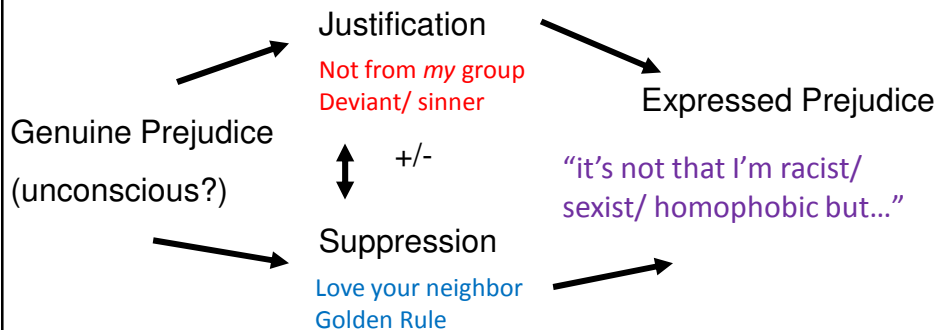 Justification
Not from my group
Deviant/ sinner
Expressed Prejudice
Genuine Prejudice
(unconscious?)
+/-
“it’s not that I’m racist/
sexist/ homophobic but…”
Suppression
Love your neighbor
Golden Rule